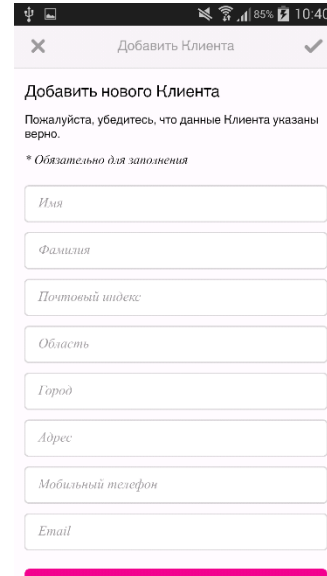 85% 10:40
Добавить Клиента
Добавить нового Клиента
Пожалуйста, убедитесь, что данные Клиента указаны
верно.
* Обязательно для заполнения
Имя
Фамилия
Почтовый индекс
Область
Город
Адрес
Мобильный телефон
Email